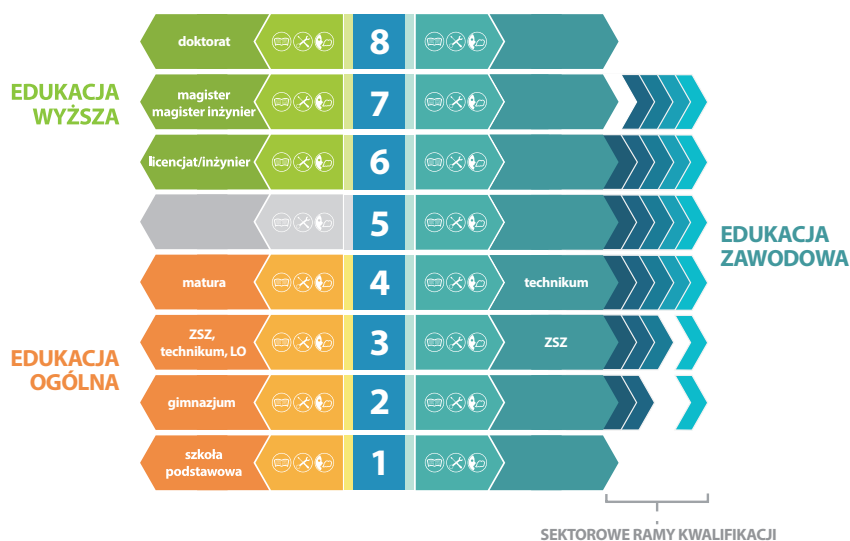 doktorat
8
EDUKACJA
WYŻSZA
magister
magister inżynier
7
licencjat/inżynier
6
5
EDUKACJA
ZAWODOWA
matura
4
technikum
EDUKACJA
OGÓLNA
ZSZ,
technikum, LO
3
ZSZ
gimnazjum
2
szkoła
podstawowa
1
SEKTOROWE RAMY KWALIFIKACJI